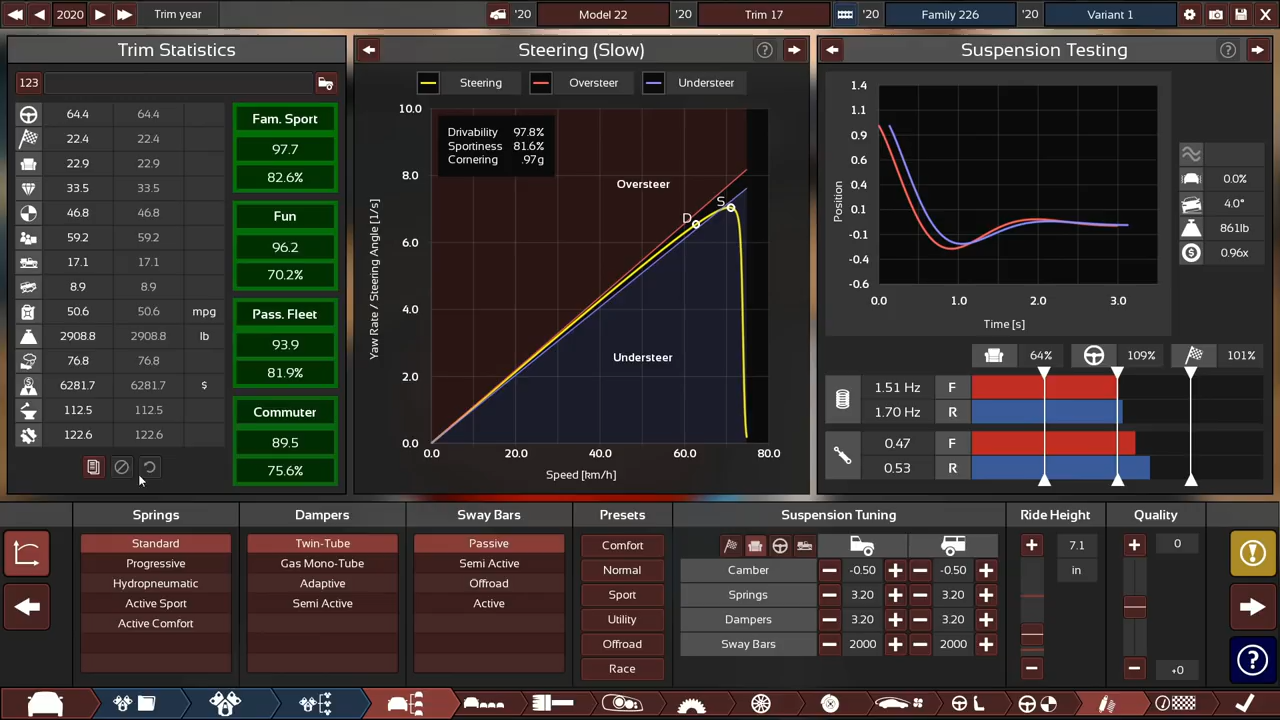 2020
Trim year
'20
Model 22
'20
Trim 17
'20
Family 226
'20
Variant 1
Trim Statistics
123
64.4 64.4
22.4 22.4
22.9 22.9
33.5 33.5
46.8 46.8
59.2 59.2
17.1 17.1
8.9 8.9
50.6 50.6 mpg
2908.8 2908.8 lb
76.8 76.8
6281.7 6281.7 $
112.5 112.5
122.6 122.6
Fam. Sport
97.7
82.6%
Fun
96.2
70.2%
Pass. Fleet
93.9
81.9%
Commuter
89.5
75.6%
Steering (Slow)
?
Steering
Oversteer
Understeer
Drivability 97.8%
Sportiness 81.6%
Cornering .97g
Oversteer
Understeer
D
S
Yaw Rate / Steering Angle [1/s]
10.0
8.0
6.0
4.0
2.0
0.0
0.0 20.0 40.0 60.0 80.0
Speed [km/h]
Suspension Testing
?
Position
1.4
1.1
0.9
0.6
0.4
0.1
-0.1
-0.4
-0.6
0.0 1.0 2.0 3.0
Time [s]
0.0%
4.0°
861lb
$ 0.96x
64% 109% 101%
1.51 Hz F
1.70 Hz R
0.47 F
0.53 R
Springs
Standard
Progressive
Hydropneumatic
Active Sport
Active Comfort
Dampers
Twin-Tube
Gas Mono-Tube
Adaptive
Semi Active
Sway Bars
Passive
Semi Active
Offroad
Active
Presets
Comfort
Normal
Sport
Utility
Offroad
Race
Suspension Tuning
Camber − -0.50 + − -0.50 +
Springs − 3.20 + − 3.20 +
Dampers − 3.20 + − 3.20 +
Sway Bars − 2000 + − 2000 +
Ride Height
+ 7.1
in
−
Quality
+ 0
− +0
!
?